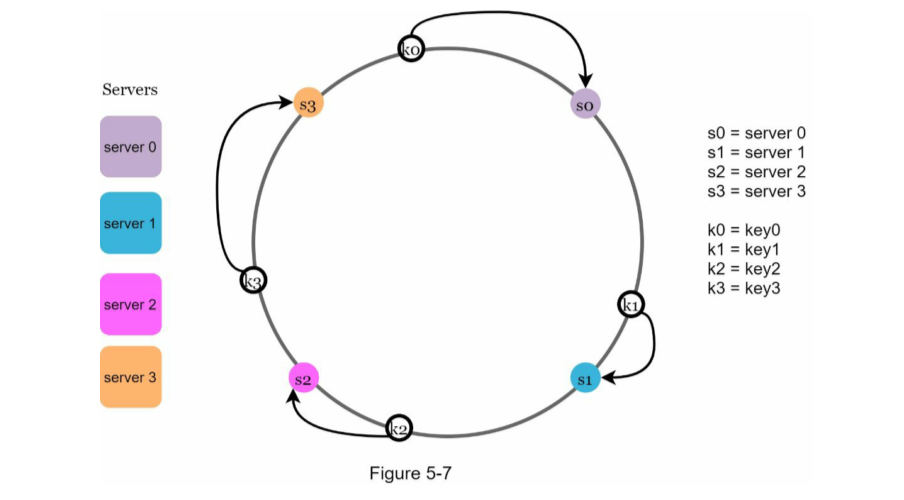 Servers
server 0
server 1
server 2
server 3
k0
s0
s3
k3
k1
s2
s1
k2
s0 = server 0
s1 = server 1
s2 = server 2
s3 = server 3
k0 = key0
k1 = key1
k2 = key2
k3 = key3
Figure 5-7